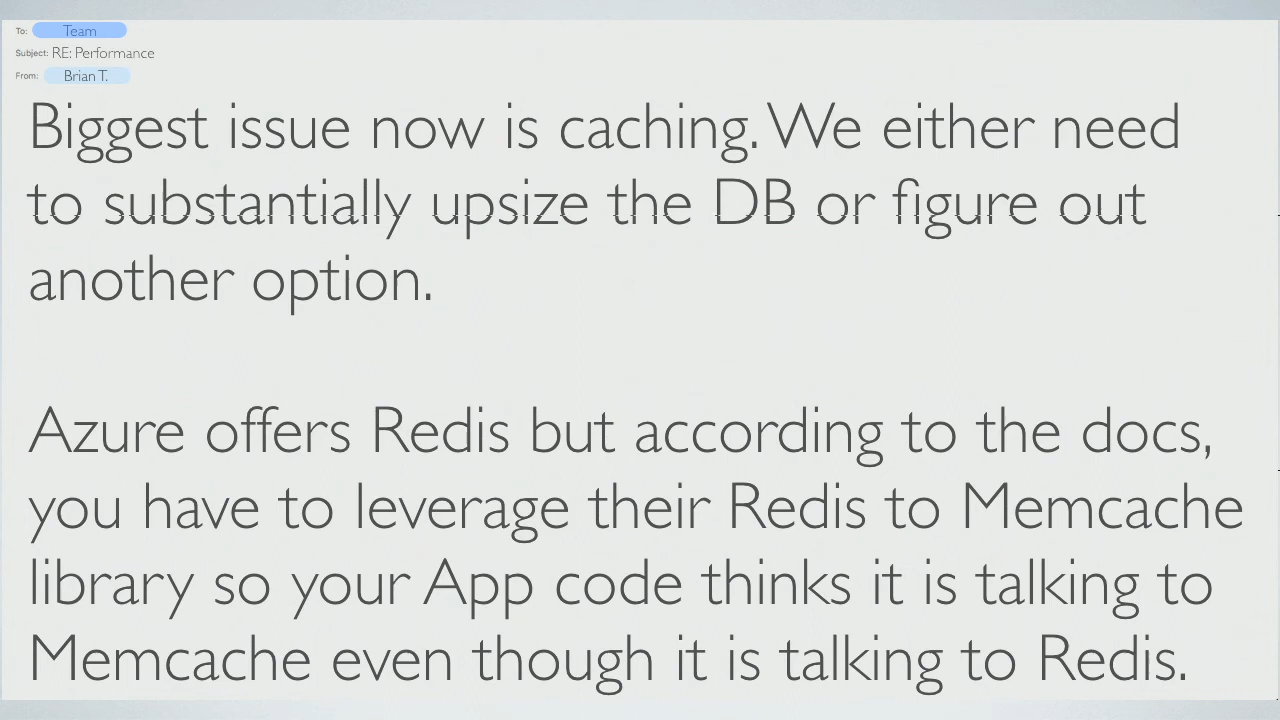 To: Team
Subject: RE: Performance
From: Brian T.
Biggest issue now is caching. We either need
to substantially upsize the DB or figure out
another option.
Azure offers Redis but according to the docs,
you have to leverage their Redis to Memcache
library so your App code thinks it is talking to
Memcache even though it is talking to Redis.